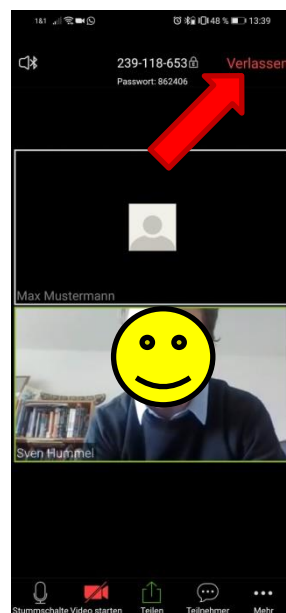 1&1 48 % 13:39
239-118-653 Verlassen
Passwort: 862406
Max Mustermann
Sven Hummel
Stummschalte Video starten Teilen Teilnehmer Mehr